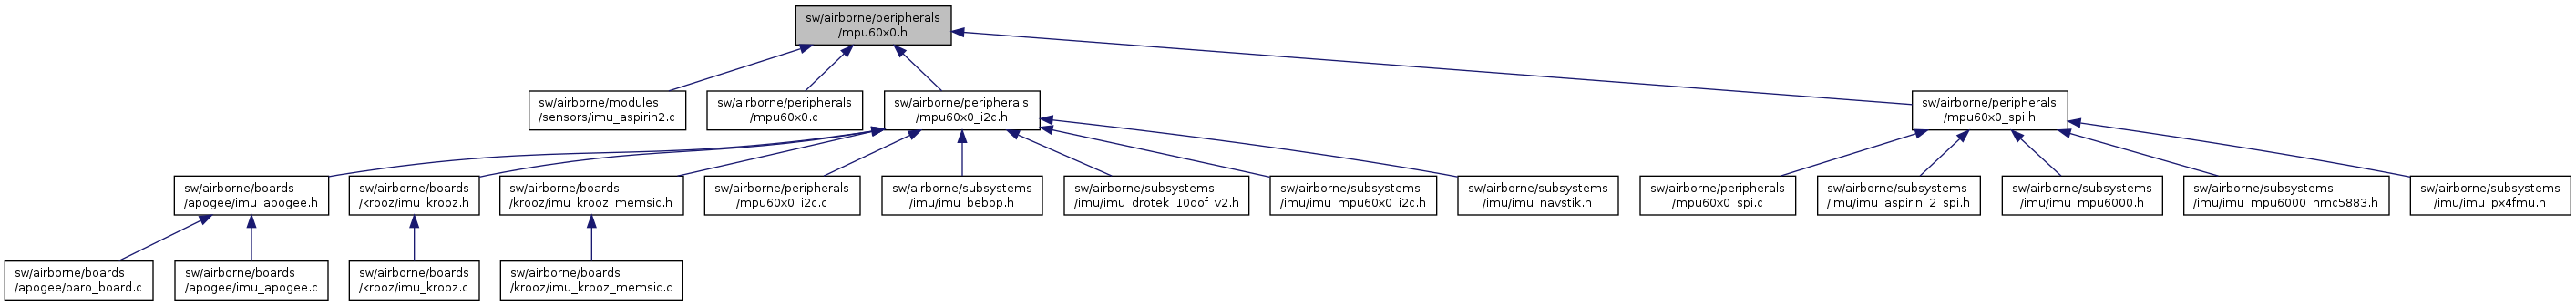 sw/airborne/peripherals
/mpu60x0.h
sw/airborne/modules
/sensors/imu_aspirin2.c
sw/airborne/peripherals
/mpu60x0.c
sw/airborne/peripherals
/mpu60x0_i2c.h
sw/airborne/peripherals
/mpu60x0_spi.h
sw/airborne/boards
/apogee/imu_apogee.h
sw/airborne/boards
/krooz/imu_krooz.h
sw/airborne/boards
/krooz/imu_krooz_memsic.h
sw/airborne/peripherals
/mpu60x0_i2c.c
sw/airborne/subsystems
/imu/imu_bebop.h
sw/airborne/subsystems
/imu/imu_drotek_10dof_v2.h
sw/airborne/subsystems
/imu/imu_mpu60x0_i2c.h
sw/airborne/subsystems
/imu/imu_navstik.h
sw/airborne/peripherals
/mpu60x0_spi.c
sw/airborne/subsystems
/imu/imu_aspirin_2_spi.h
sw/airborne/subsystems
/imu/imu_mpu6000.h
sw/airborne/subsystems
/imu/imu_mpu6000_hmc5883.h
sw/airborne/subsystems
/imu/imu_px4fmu.h
sw/airborne/boards
/apogee/baro_board.c
sw/airborne/boards
/apogee/imu_apogee.c
sw/airborne/boards
/krooz/imu_krooz.c
sw/airborne/boards
/krooz/imu_krooz_memsic.c